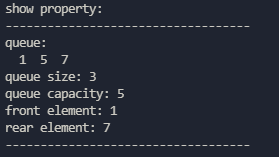 show property:
-----------------------------------
queue:
  1  5  7
queue size: 3
queue capacity: 5
front element: 1
rear element: 7
-----------------------------------